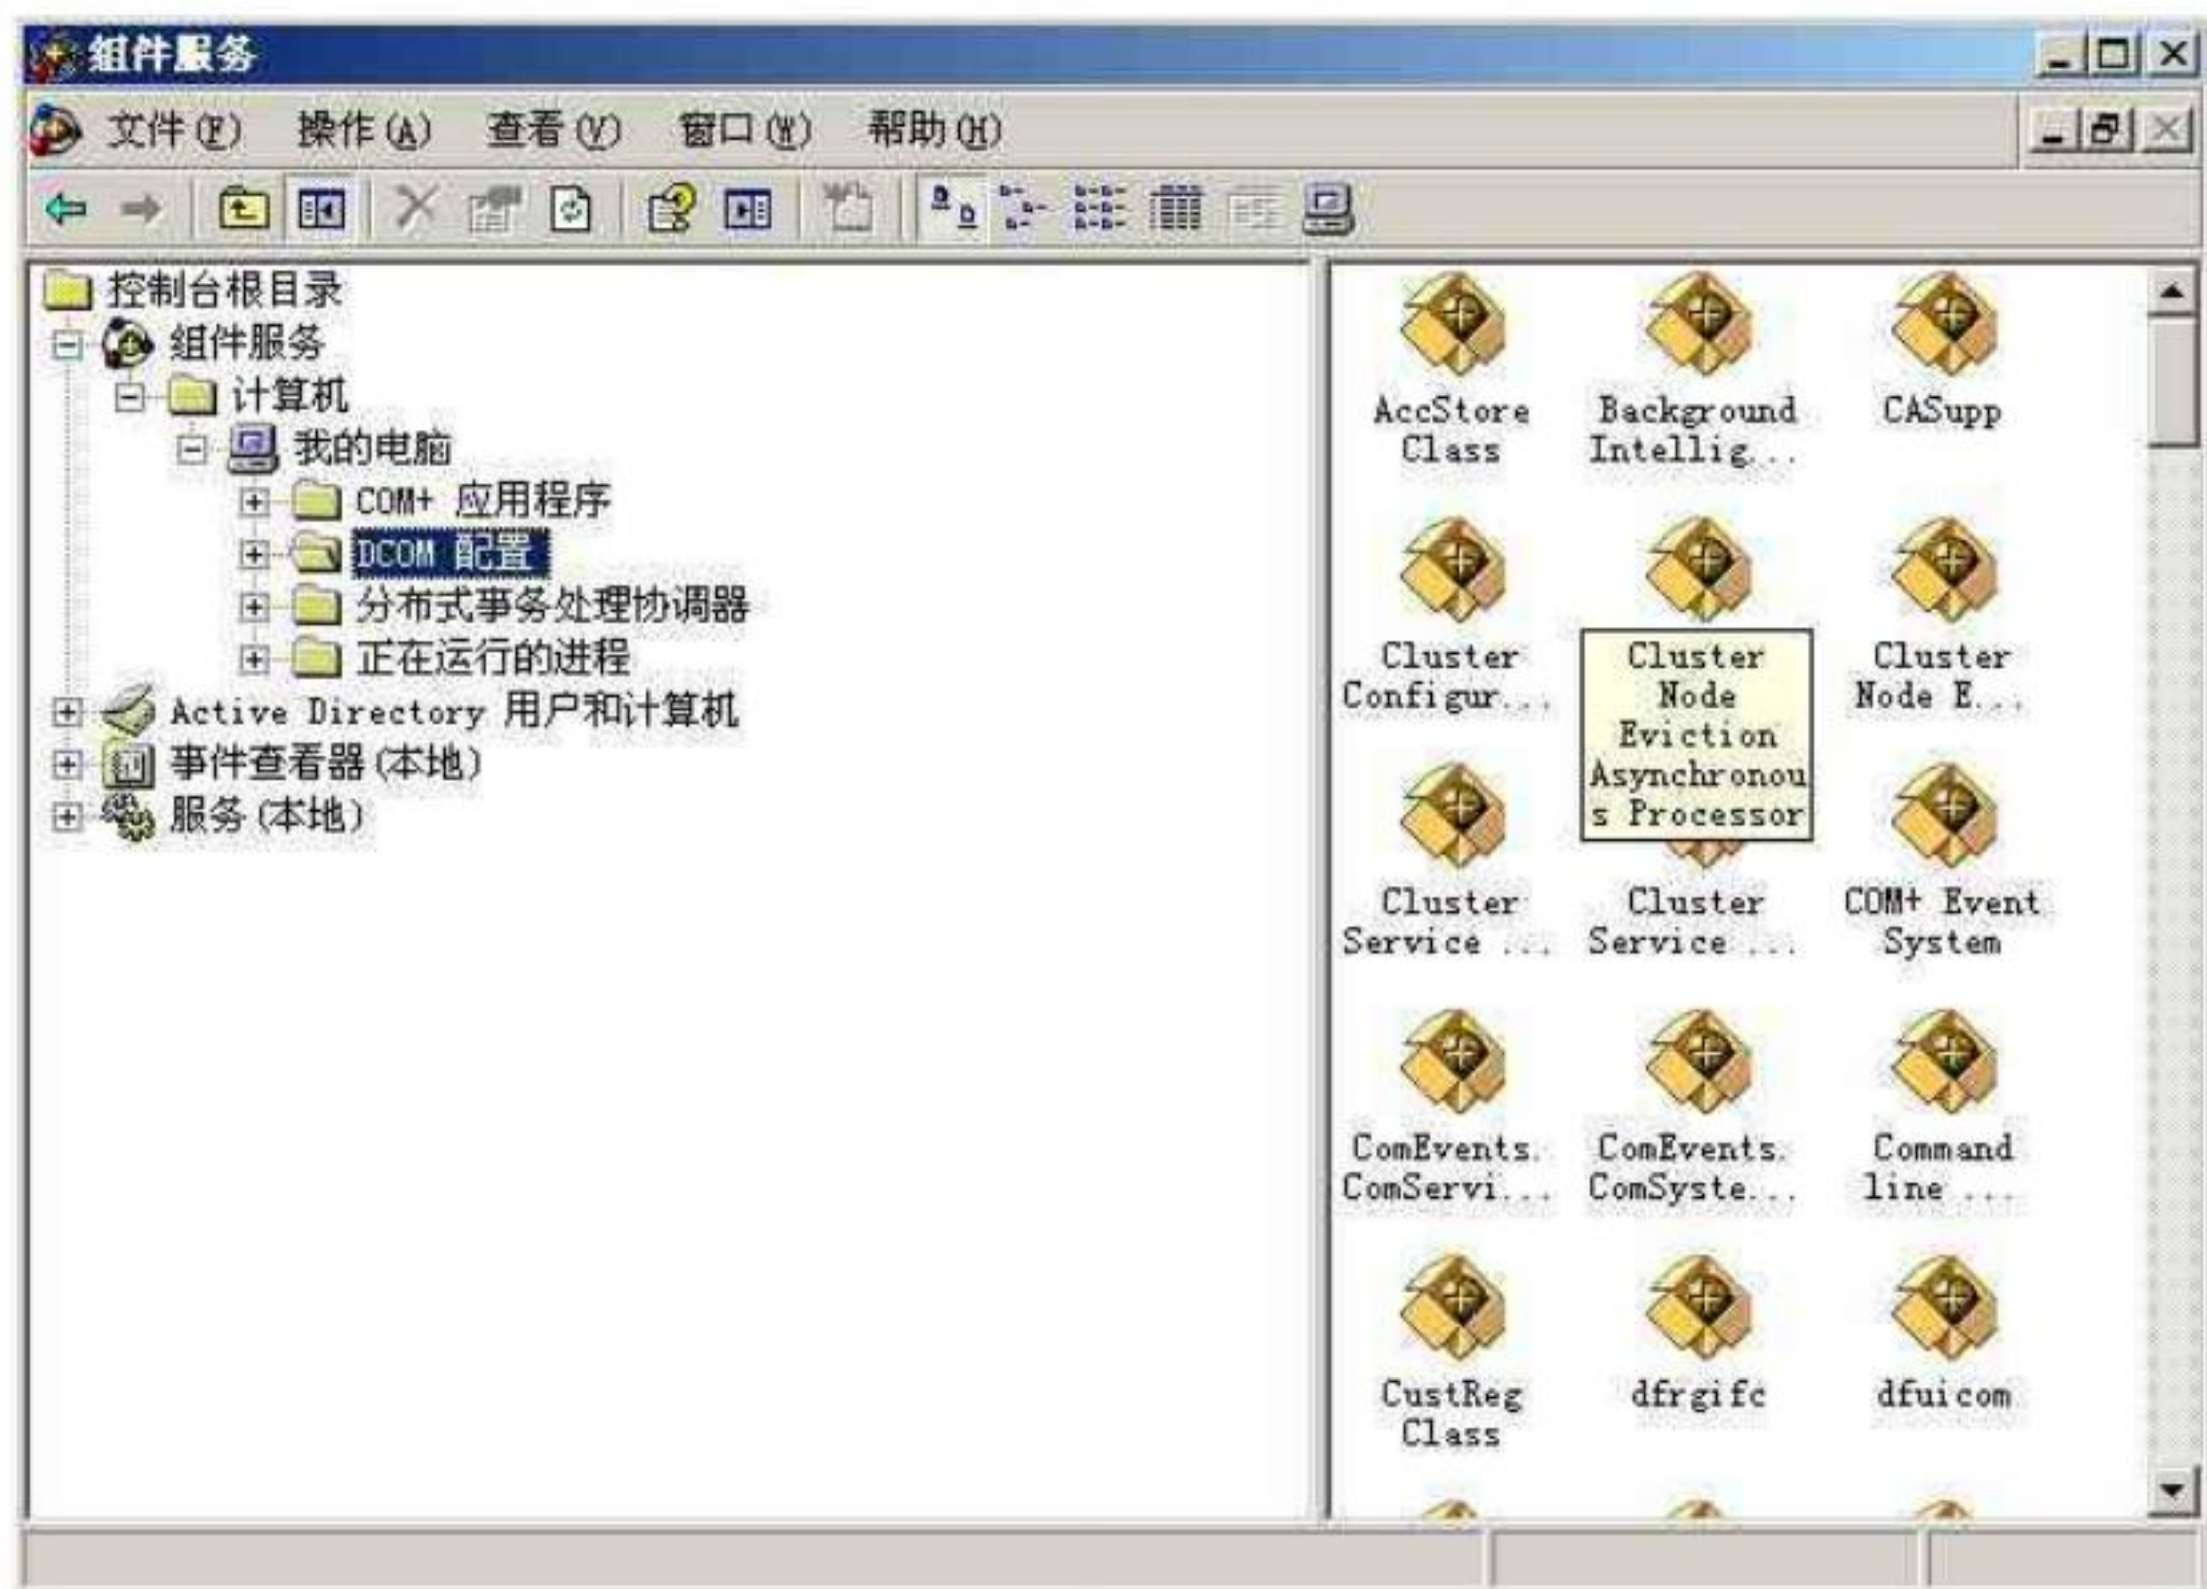 组件服务
文件(F) 操作(A) 查看(V) 窗口(W) 帮助(H)
控制台根目录
组件服务
计算机
我的电脑
COM+ 应用程序
DCOM 配置
分布式事务处理协调器
正在运行的进程
Active Directory 用户和计算机
事件查看器(本地)
服务(本地)
AccStore
Class
Background
Intellig...
CASupp
Cluster
Configur...
Cluster
Node
Eviction
Asynchronou
s Processor
Cluster
Node E...
Cluster
Service ...
Cluster
Service ...
COM+ Event
System
ComEvents.
ComServi...
ComEvents.
ComSyste...
Command
line ...
CustReg
Class
dfrgifc
dfuicom